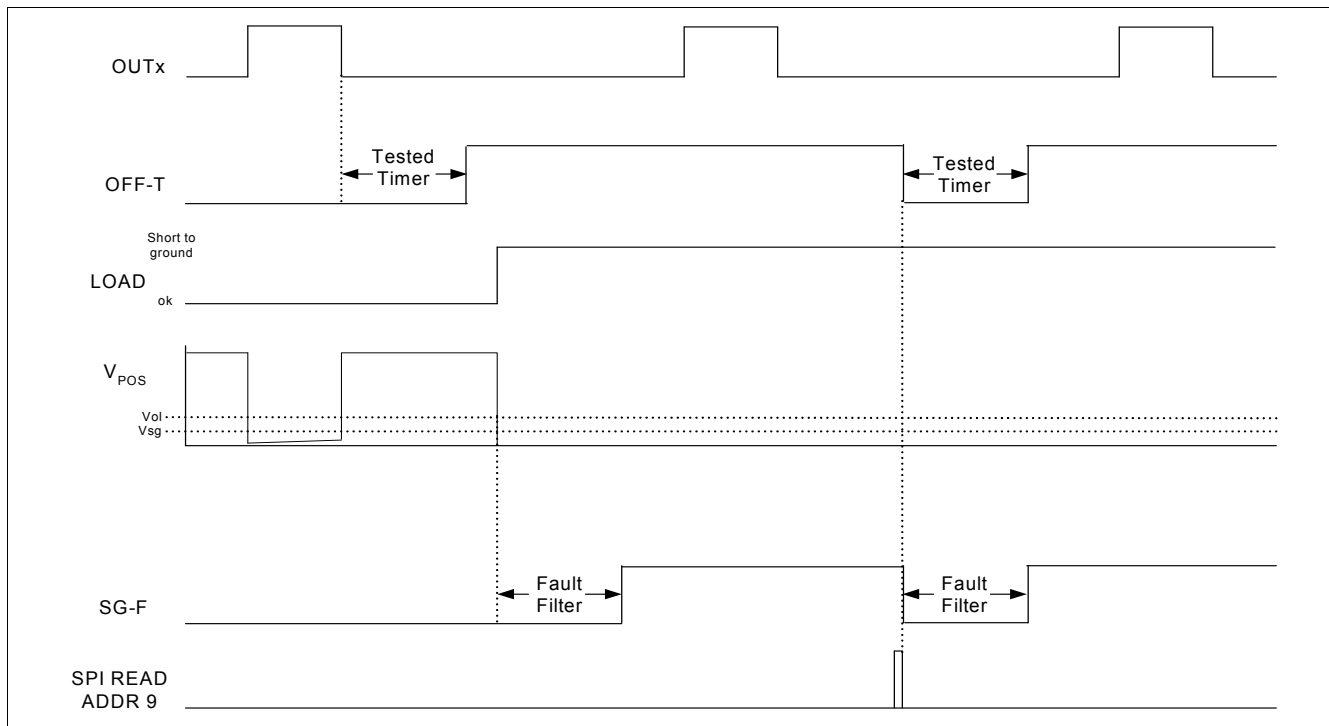 OUTx
Tested
Timer
Tested
Timer
OFF-T
Short to
ground
LOAD
ok
VPOS
Vol
Vsg
Fault
Filter
Fault
Filter
SG-F
SPI READ
ADDR 9